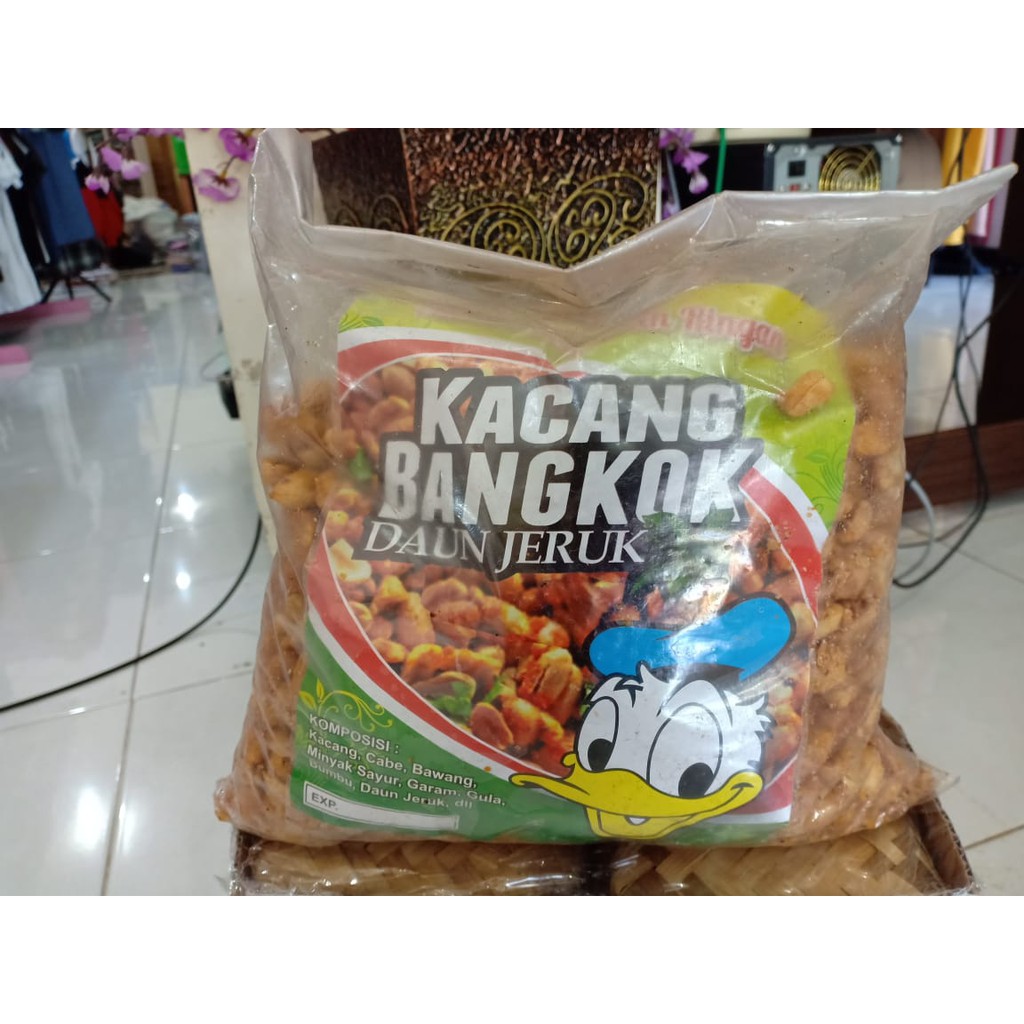 KACANG
BANGKOK
DAUN JERUK
KOMPOSISI :
Kacang, Cabe, Bawang,
Minyak Sayur, Garam, Gula,
Bumbu, Daun Jeruk, dll
EXP.